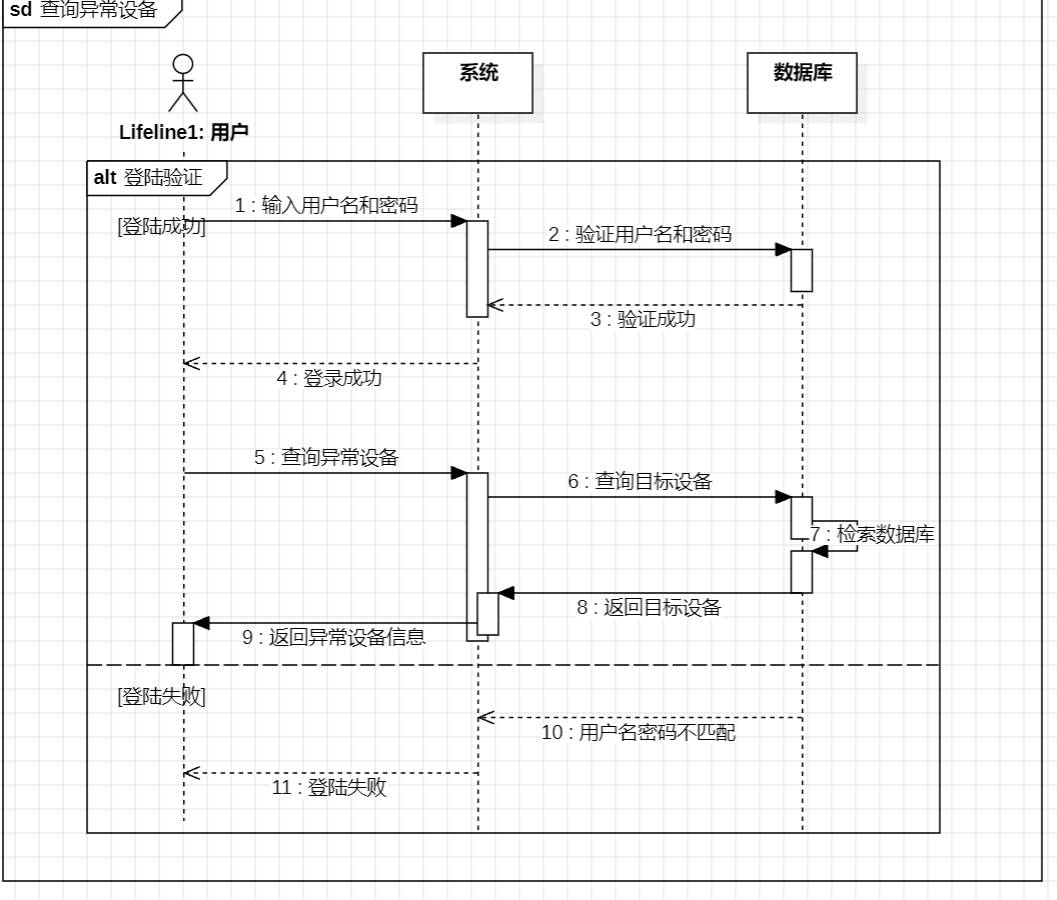 sd 查询异常设备
系统
数据库
Lifeline1: 用户
alt 登陆验证
1 : 输入用户名和密码
[登陆成功]
2 : 验证用户名和密码
3 : 验证成功
4 : 登录成功
5 : 查询异常设备
6 : 查询目标设备
7 : 检索数据库
8 : 返回目标设备
9 : 返回异常设备信息
[登陆失败]
10 : 用户名密码不匹配
11 : 登陆失败